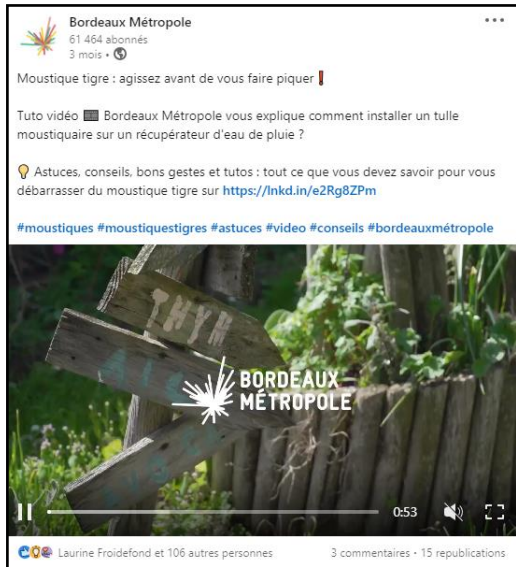 Bordeaux Métropole
61 464 abonnés
3 mois •
Moustique tigre : agissez avant de vous faire piquer❗
Tuto vidéo 🎞 Bordeaux Métropole vous explique comment installer un tulle
moustiquaire sur un récupérateur d'eau de pluie ?
💡 Astuces, conseils, bons gestes et tutos : tout ce que vous devez savoir pour vous
débarrasser du moustique tigre sur https://lnkd.in/e2Rg8ZPm
#moustiques #moustiquestigres #astuces #video #conseils #bordeauxmétropole
THYM
BORDEAUX
MÉTROPOLE
0:53
Laurine Froidefond et 106 autres personnes
3 commentaires • 15 republications